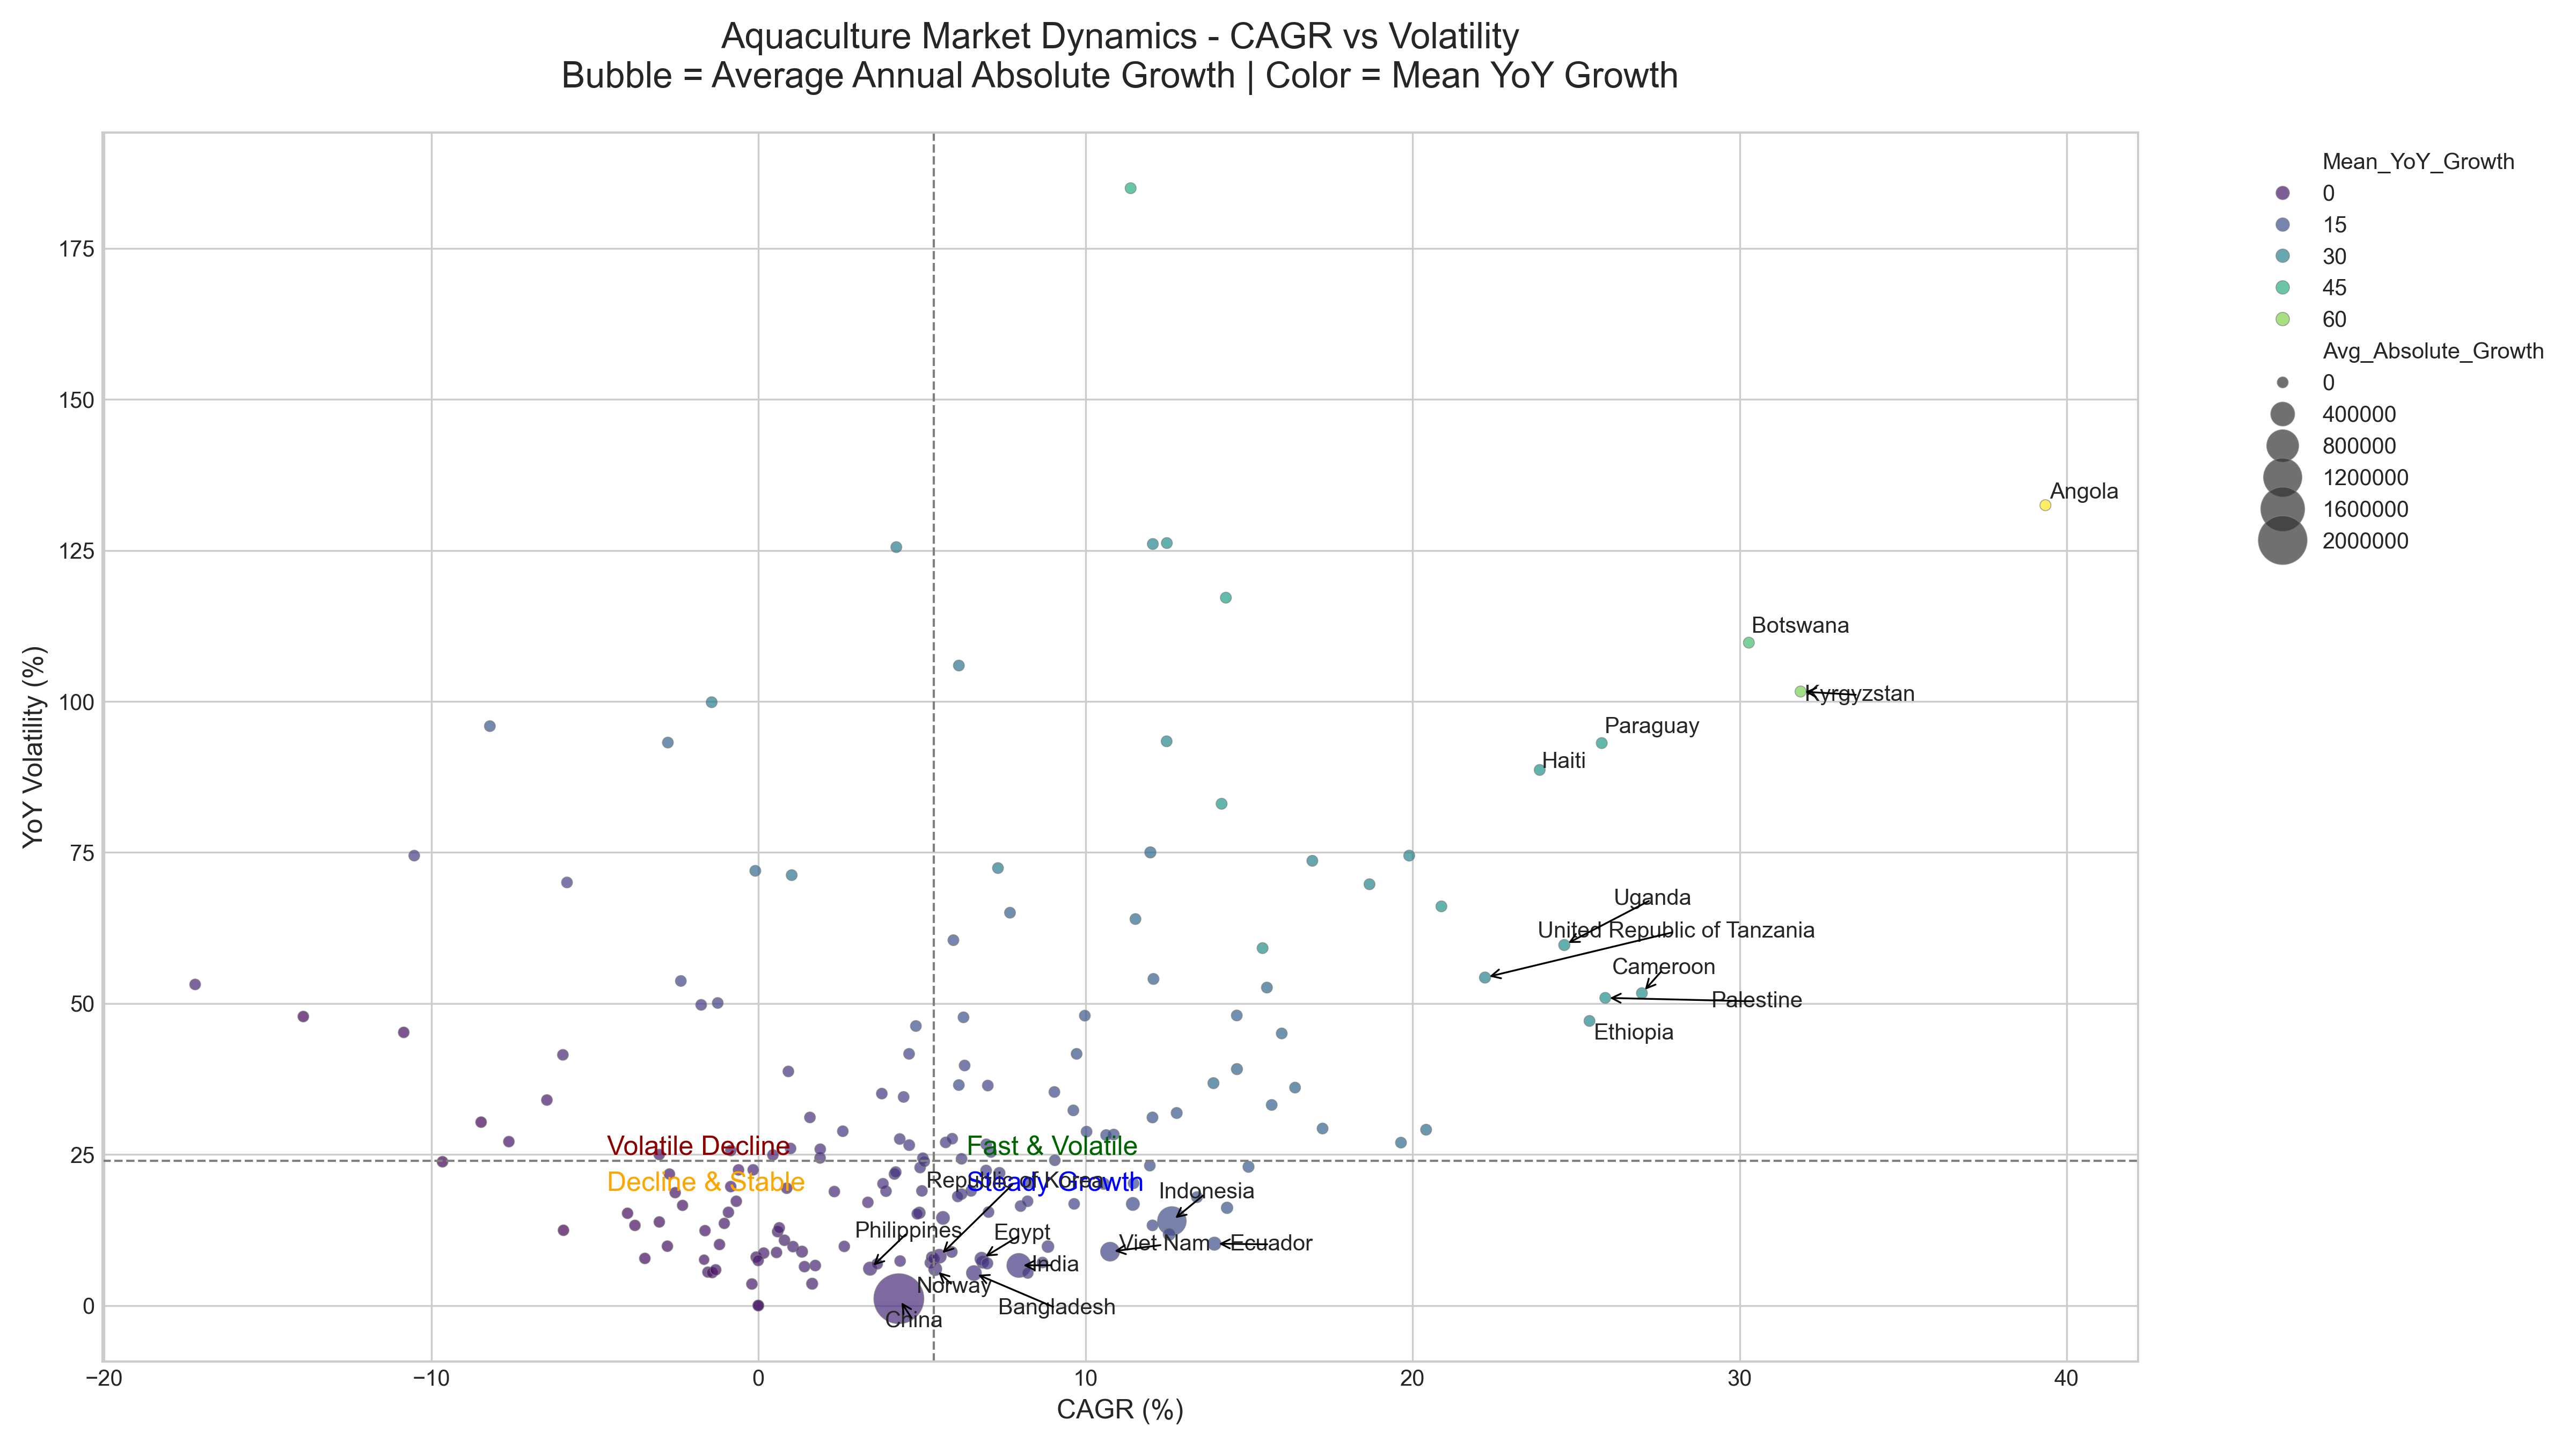 Aquaculture Market Dynamics - CAGR vs Volatility
Bubble = Average Annual Absolute Growth | Color = Mean YoY Growth
YoY Volatility (%)
175
150
125
100
75
50
25
0
Angola
Botswana
Kyrgyzstan
Paraguay
Haiti
Uganda
United Republic of Tanzania
Cameroon
Palestine
Ethiopia
Volatile Decline
Fast & Volatile
Decline & Stable
Steady Growth
Republic of Korea
Indonesia
Philippines
Egypt
Viet Nam
Ecuador
India
Norway
Bangladesh
China
−20
−10
0
10
20
30
40
CAGR (%)
Mean_YoY_Growth
0
15
30
45
60
Avg_Absolute_Growth
0
400000
800000
1200000
1600000
2000000